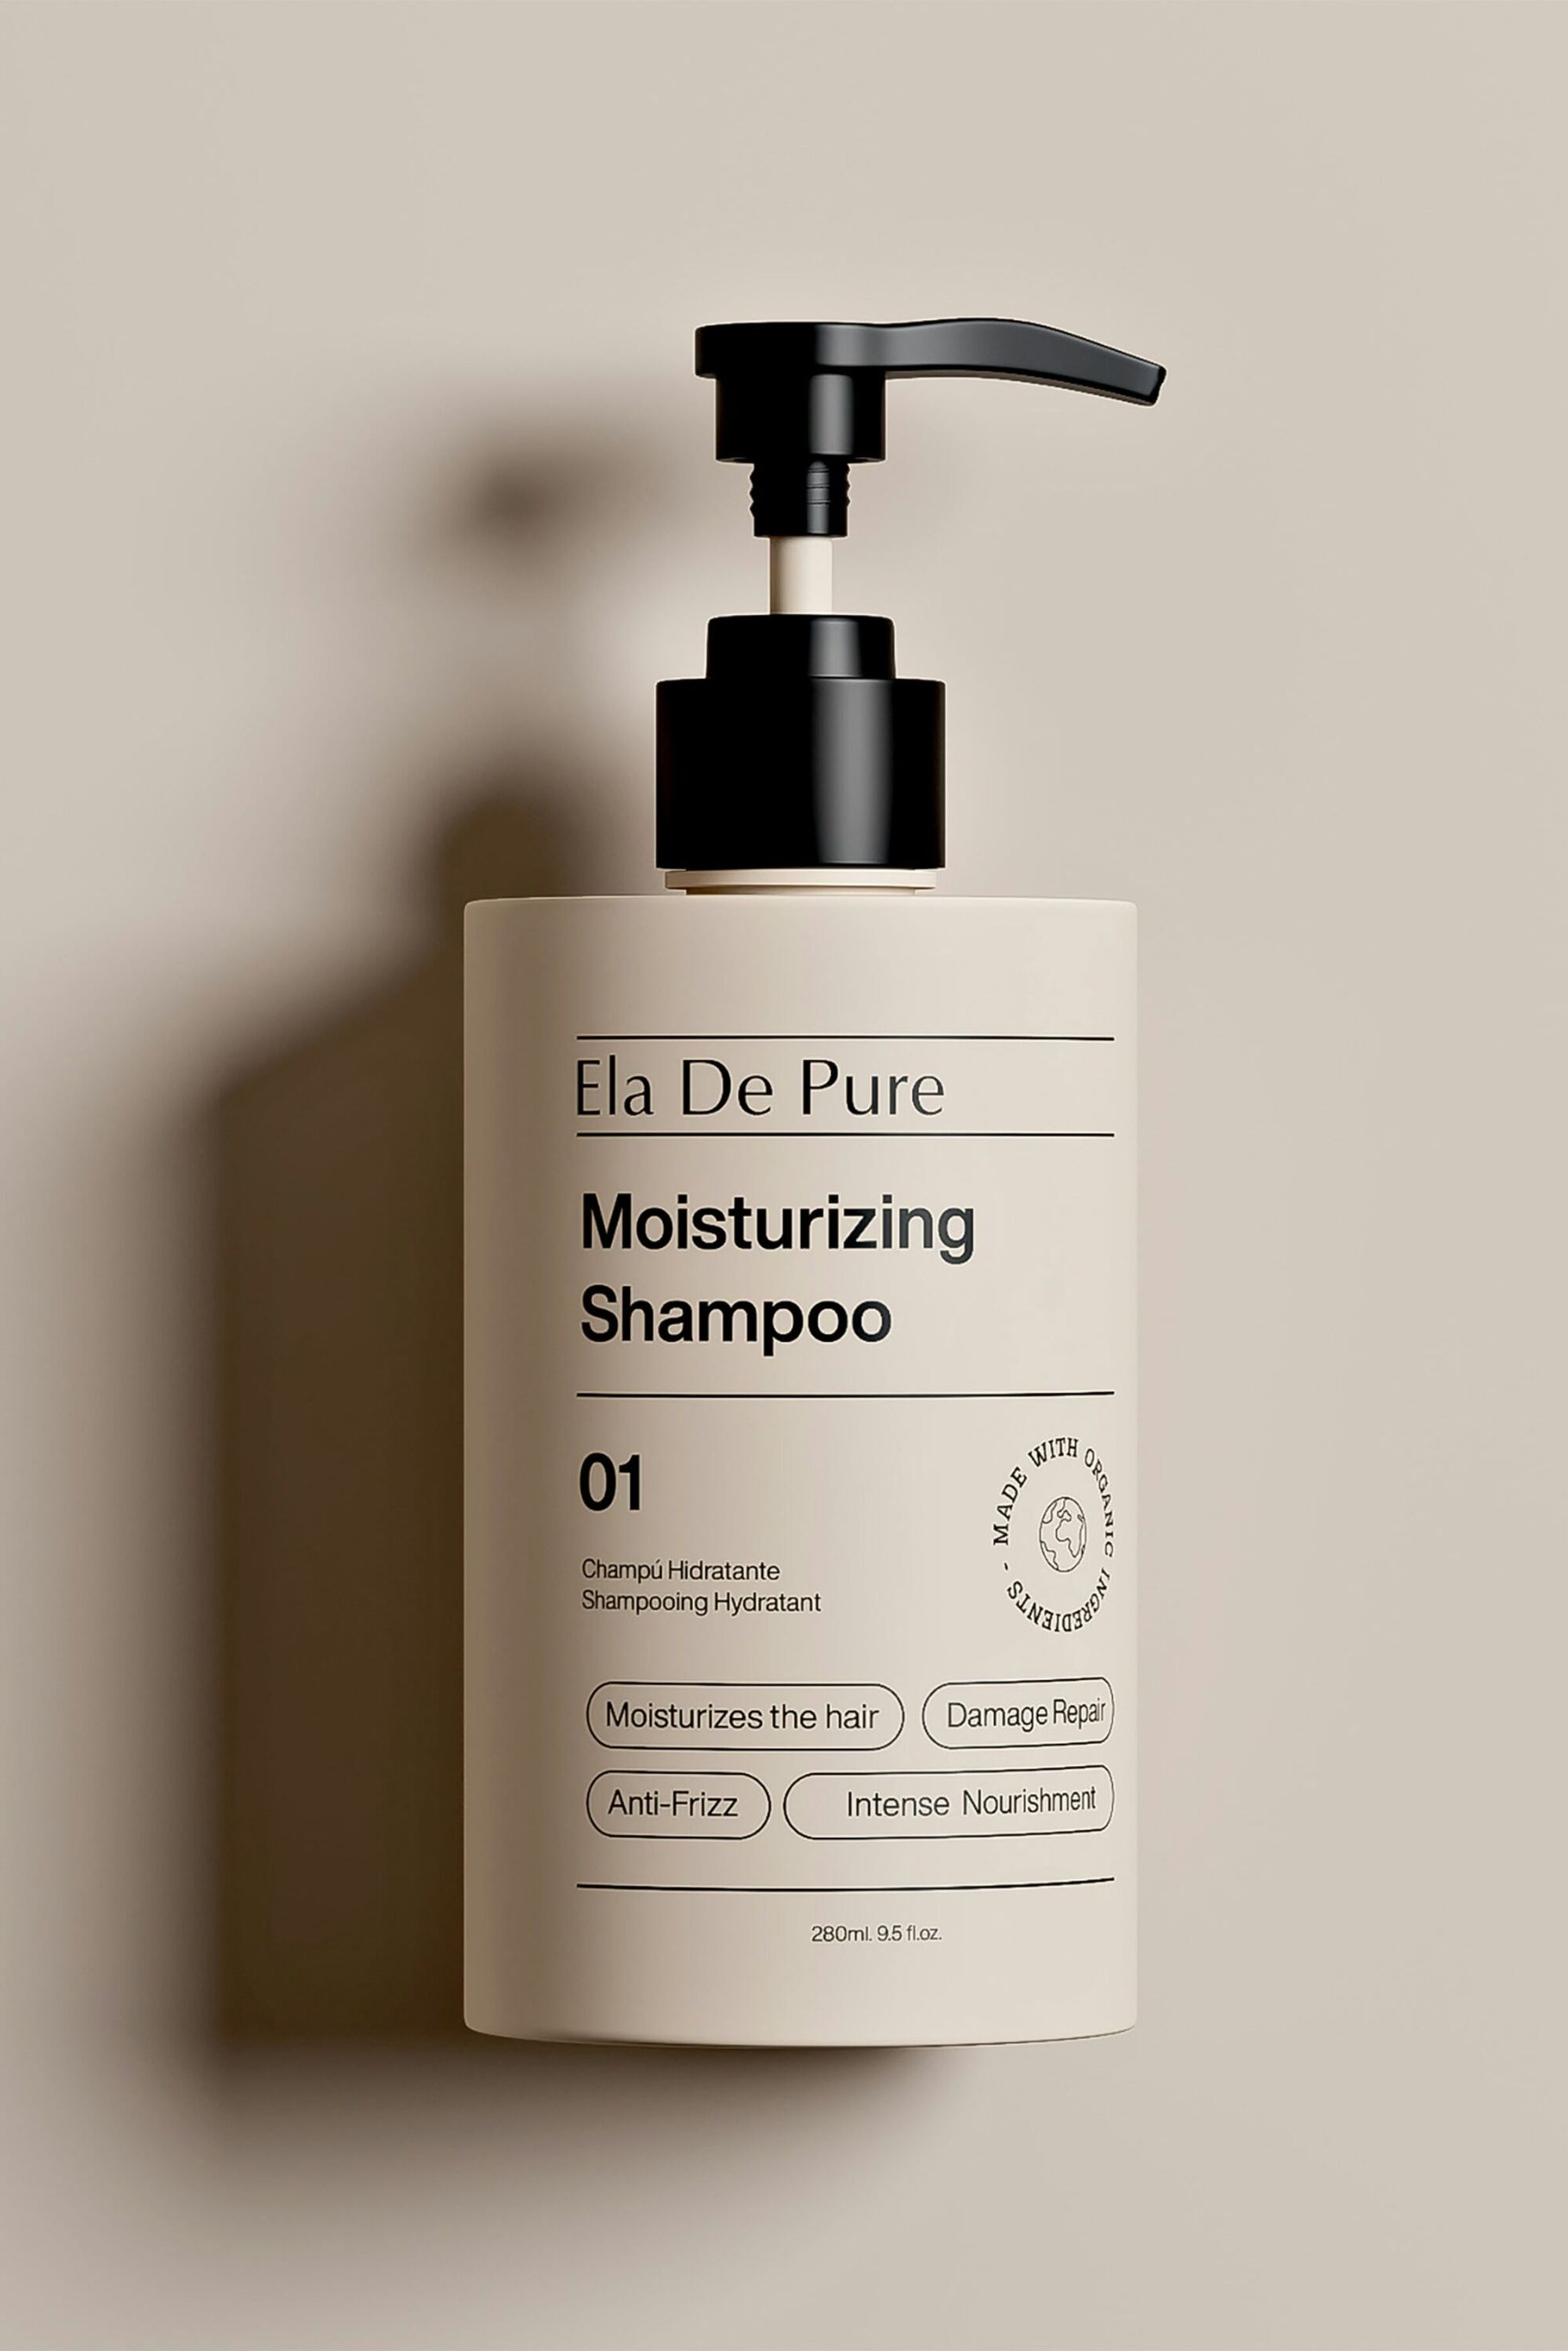 Ela De Pure
Moisturizing
Shampoo
01
MADE WITH ORGANIC INGREDIENTS -
Champú Hidratante
Shampooing Hydratant
Moisturizes the hair
Damage Repair
Anti-Frizz
Intense Nourishment
280ml. 9.5 fl.oz.